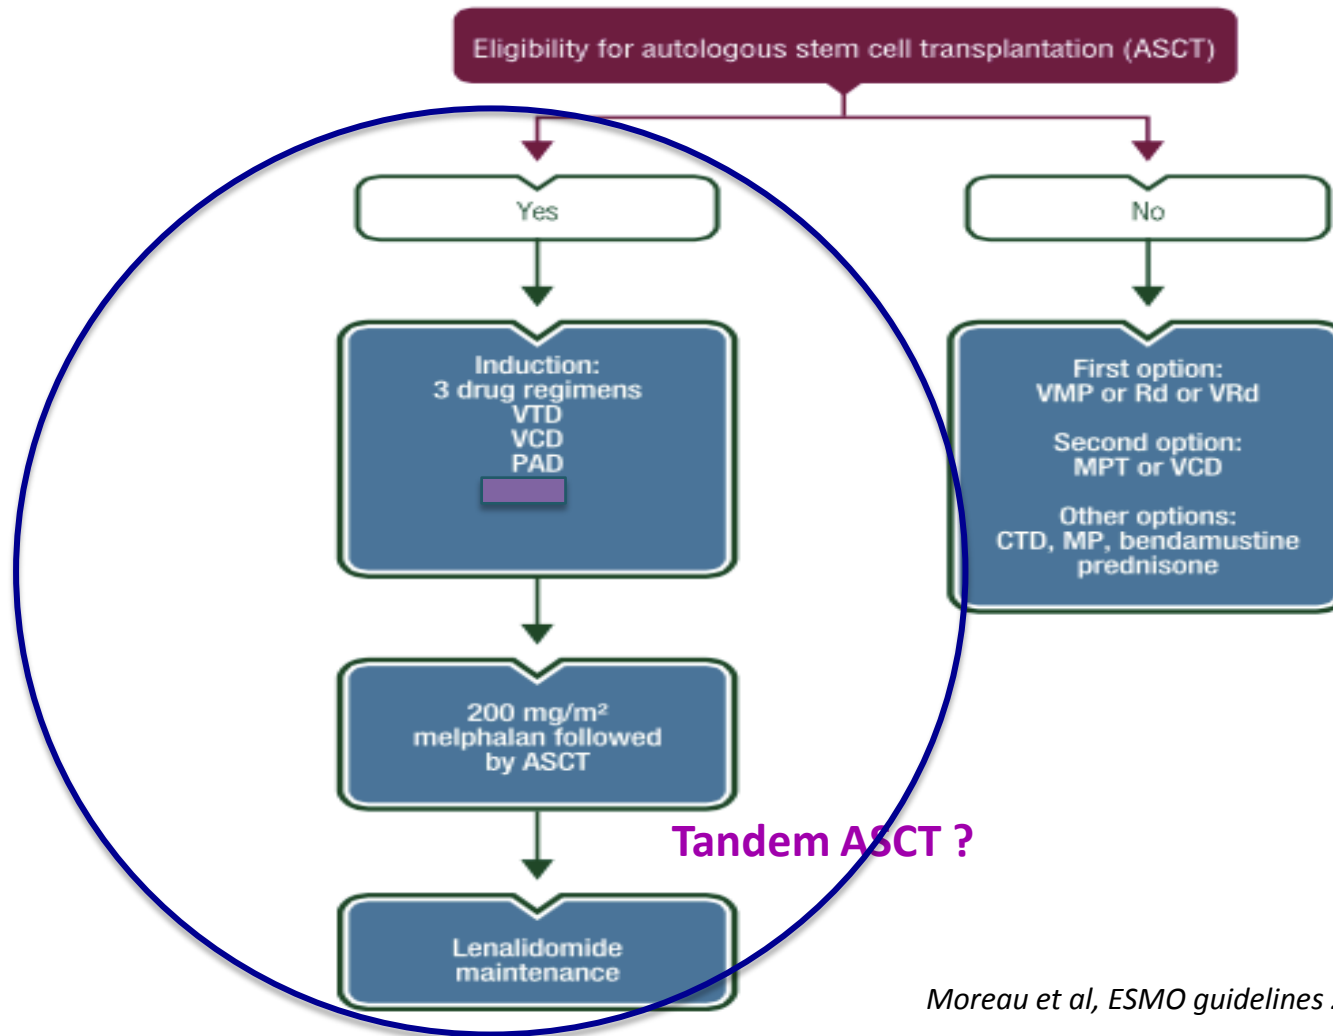 Eligibility for autologous stem cell transplantation (ASCT)
Yes
No
Induction:
3 drug regimens
VTD
VCD
PAD
First option:
VMP or Rd or VRd
Second option:
MPT or VCD
Other options:
CTD, MP, bendamustine
prednisone
200 mg/m²
melphalan followed
by ASCT
Tandem ASCT ?
Lenalidomide
maintenance
Moreau et al, ESMO guidelines